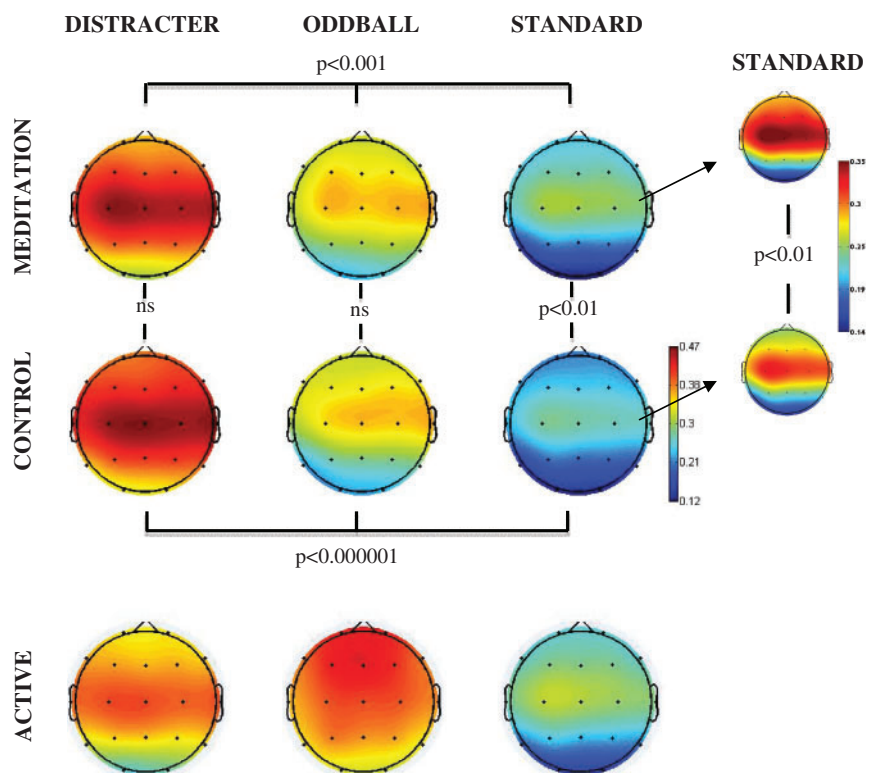 DISTRACTER ODDBALL STANDARD
p<0.001
STANDARD
MEDITATION
0.35
0.3
0.25
0.19
0.14
p<0.01
ns ns p<0.01
CONTROL
0.47
0.38
0.3
0.21
0.12
p<0.000001
ACTIVE